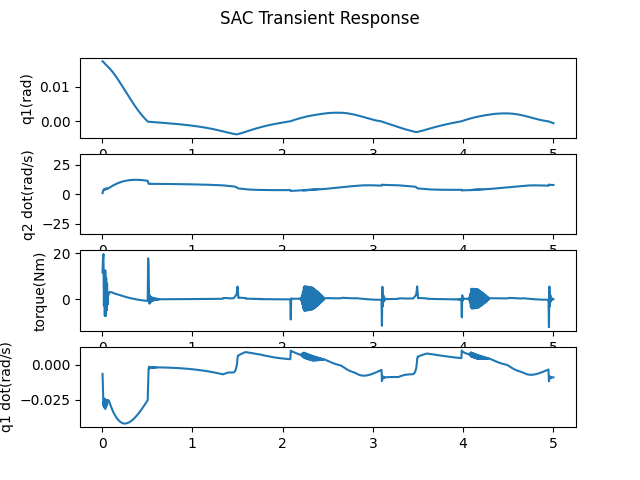 SAC Transient Response
q1(rad)
0.01
0.00
0 1 2 3 4 5
q2 dot(rad/s)
25
0
−25
0 1 2 3 4 5
torque(Nm)
20
0
0 1 2 3 4 5
q1 dot(rad/s)
0.000
−0.025
0 1 2 3 4 5